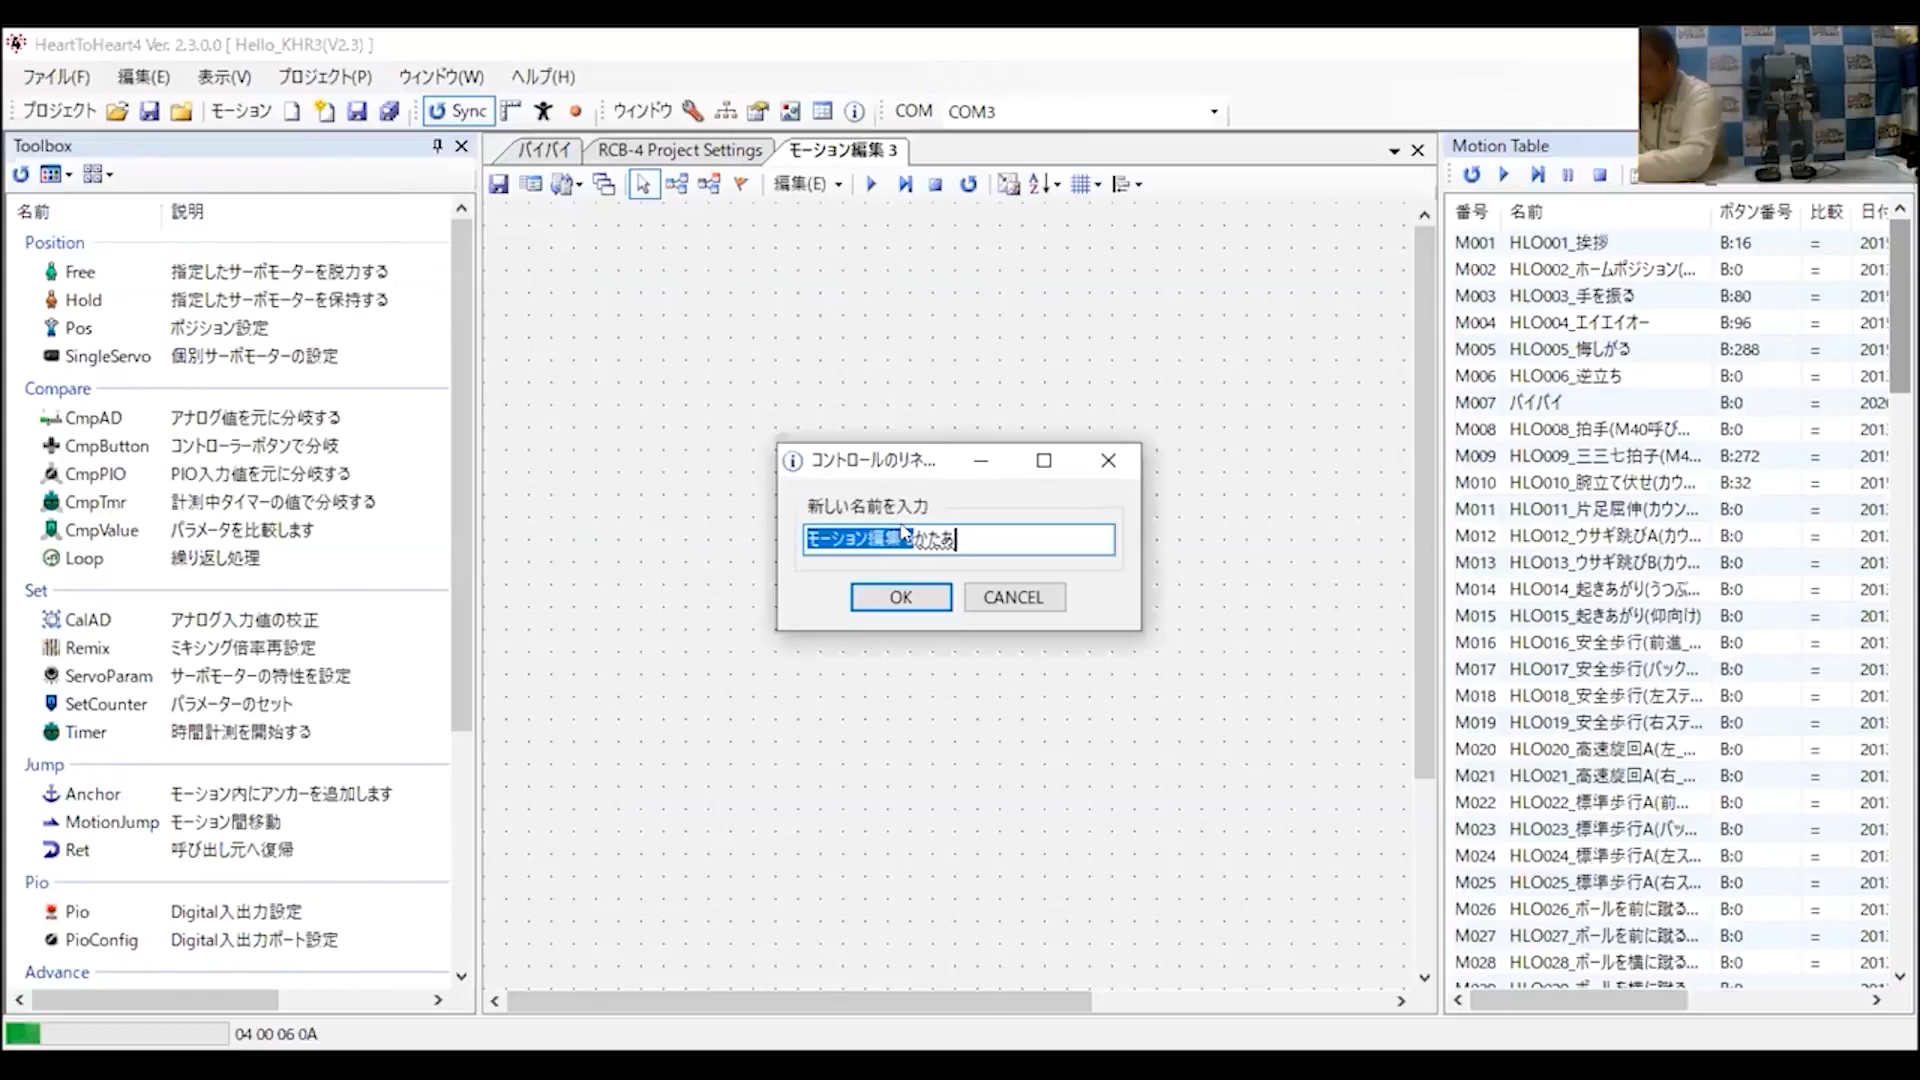 HeartToHeart4 Ver. 2.3.0.0 [ Hello_KHR3(V2.3) ]
ファイル(F) 編集(E) 表示(V) プロジェクト(P) ウィンドウ(W) ヘルプ(H)
プロジェクト モーション Sync ウィンドウ COM COM3
Toolbox
名前 説明
Position
Free 指定したサーボモーターを脱力する
Hold 指定したサーボモーターを保持する
Pos ポジション設定
SingleServo 個別サーボモーターの設定
Compare
CmpAD アナログ値を元に分岐する
CmpButton コントローラーボタンで分岐
CmpPIO PIO入力値を元に分岐する
CmpTmr 計測中タイマーの値で分岐する
CmpValue パラメータを比較します
Loop 繰り返し処理
Set
CalAD アナログ入力値の校正
Remix ミキシング倍率再設定
ServoParam サーボモーターの特性を設定
SetCounter パラメーターのセット
Timer 時間計測を開始する
Jump
Anchor モーション内にアンカーを追加します
MotionJump モーション間移動
Ret 呼び出し元へ復帰
Pio
Pio Digital入出力設定
PioConfig Digital入出力ポート設定
Advance
04 00 06 0A
バイバイ RCB-4 Project Settings モーション編集 3
編集(E)
コントロールのリネ...
新しい名前を入力
モーション編集 かたあ
OK CANCEL
Motion Table
番号 名前 ボタン番号 比較 日付
M001 HLO001_挨拶 B:16 = 201
M002 HLO002_ホームポジション(... B:0 = 201
M003 HLO003_手を振る B:80 = 201
M004 HLO004_エイエイオー B:96 = 201
M005 HLO005_悔しがる B:288 = 201
M006 HLO006_逆立ち B:0 = 201
M007 バイバイ B:0 = 202
M008 HLO008_拍手(M40呼び... B:0 = 201
M009 HLO009_三三七拍子(M4... B:272 = 201
M010 HLO010_腕立て伏せ(カウ... B:32 = 201
M011 HLO011_片足屈伸(カウン... B:0 = 201
M012 HLO012_ウサギ跳びA(カウ... B:0 = 201
M013 HLO013_ウサギ跳びB(カウ... B:0 = 201
M014 HLO014_起きあがり(うつぶ... B:0 = 201
M015 HLO015_起きあがり(仰向け) B:0 = 201
M016 HLO016_安全歩行(前進_... B:0 = 201
M017 HLO017_安全歩行(バック... B:0 = 201
M018 HLO018_安全歩行(左ステ... B:0 = 201
M019 HLO019_安全歩行(右ステ... B:0 = 201
M020 HLO020_高速旋回A(左_... B:0 = 201
M021 HLO021_高速旋回A(右_... B:0 = 201
M022 HLO022_標準歩行A(前... B:0 = 201
M023 HLO023_標準歩行A(バッ... B:0 = 201
M024 HLO024_標準歩行A(左ス... B:0 = 201
M025 HLO025_標準歩行A(右ス... B:0 = 201
M026 HLO026_ボールを前に蹴る... B:0 = 201
M027 HLO027_ボールを前に蹴る... B:0 = 201
M028 HLO028_ボールを横に蹴る... B:0 = 201